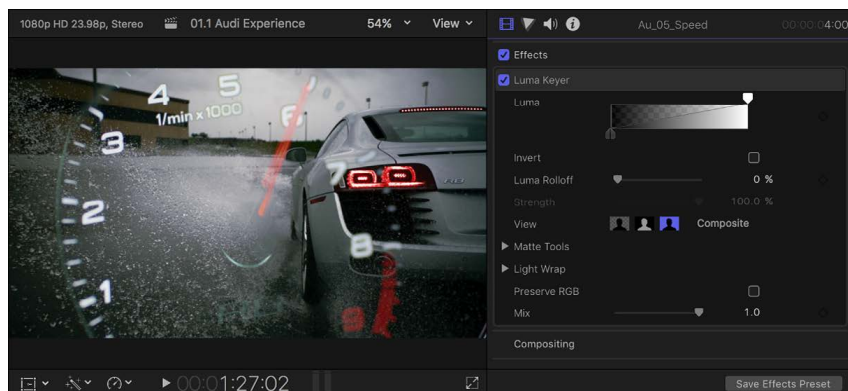 1080p HD 23.98p, Stereo
01.1 Audi Experience
54%
View
Au_05_Speed
00:00:04:00
Effects
Luma Keyer
Luma
Invert
Luma Rolloff
0 %
Strength
100.0 %
View
Composite
Matte Tools
Light Wrap
Preserve RGB
Mix
1.0
Compositing
Save Effects Preset
4
5
1/min x 1000
6
3
7
2
R8
8
1
9
00:01:27:02